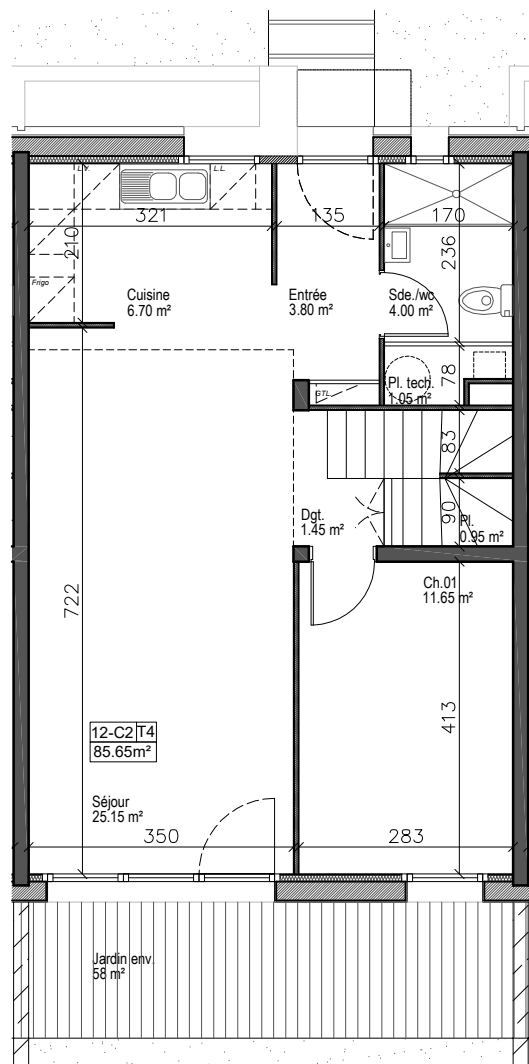 L.V.
L.L.
321
135
170
210
236
Frigo
Cuisine
6.70 m²
Entrée
3.80 m²
Sde./wc
4.00 m²
78
Pl. tech.
1.05 m²
GTL
83
90
Dgt.
1.45 m²
Pl.
0.95 m²
Ch.01
11.65 m²
722
413
12-C2 T4
85.65m²
Séjour
25.15 m²
350
283
Jardin env.
58 m²